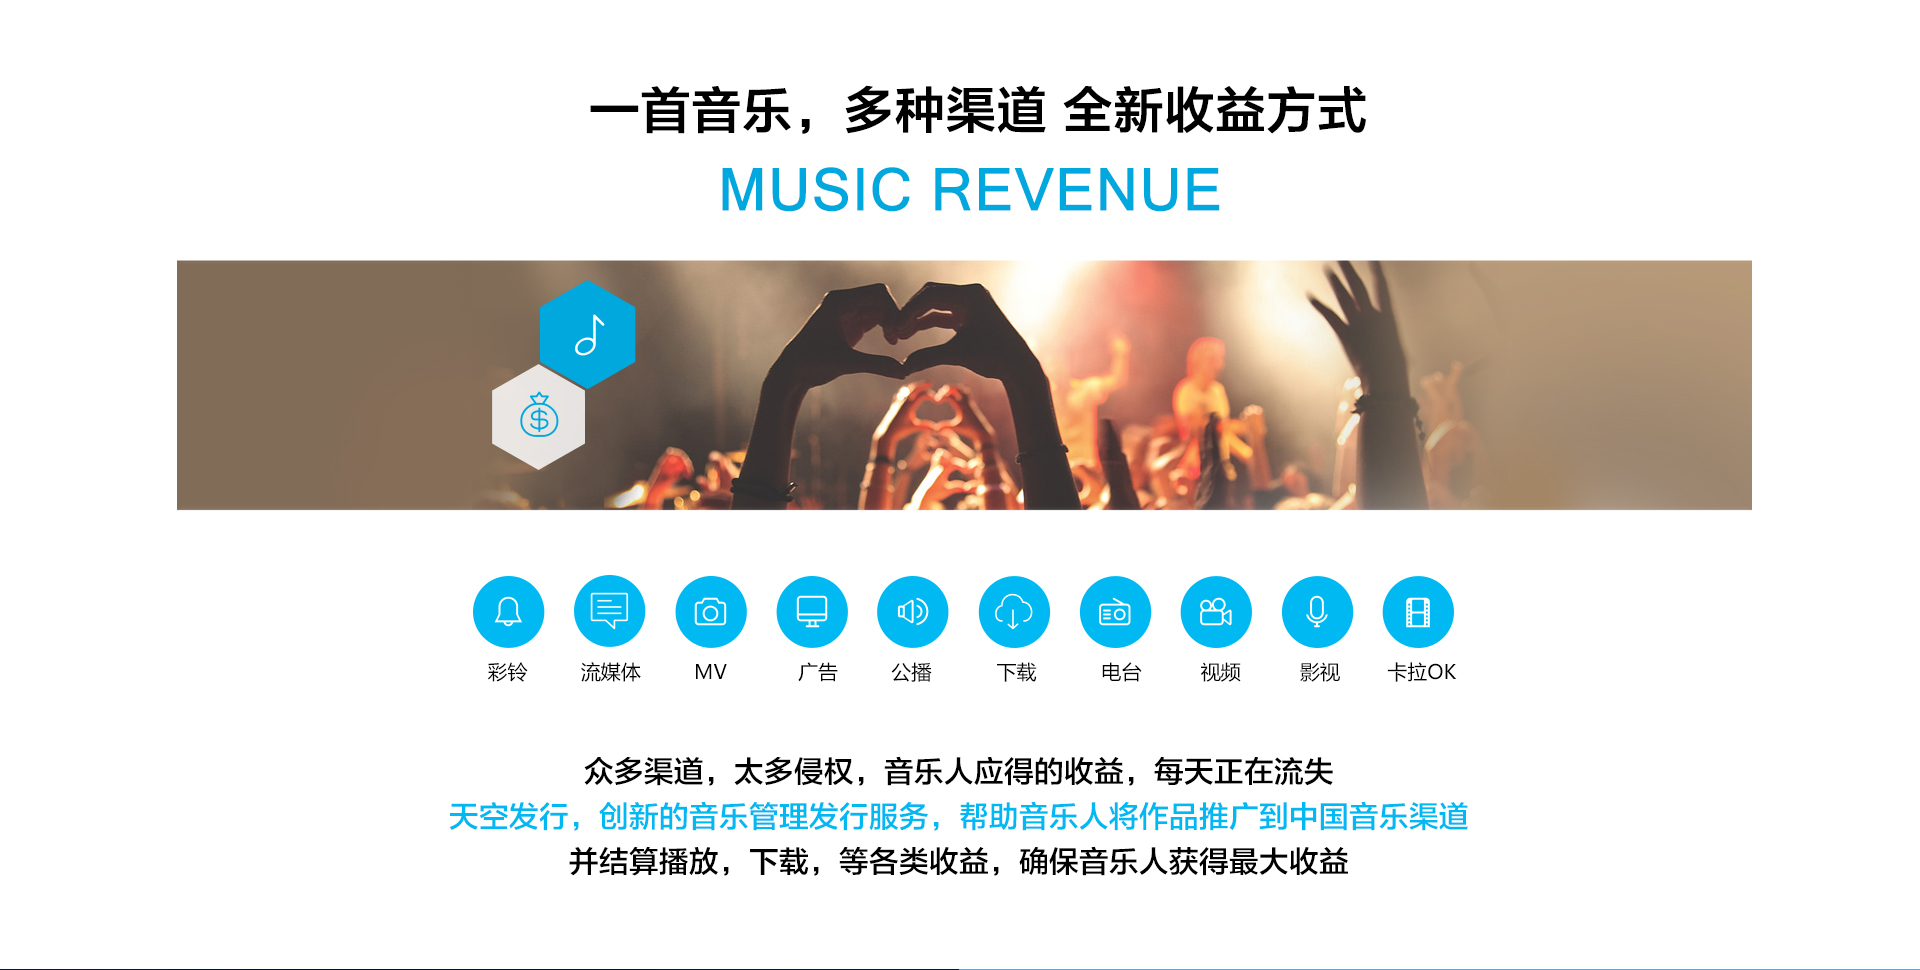 一首音乐，多种渠道 全新收益方式
MUSIC REVENUE
彩铃 流媒体 MV 广告 公播 下载 电台 视频 影视 卡拉OK
众多渠道，太多侵权，音乐人应得的收益，每天正在流失
天空发行，创新的音乐管理发行服务，帮助音乐人将作品推广到中国音乐渠道
并结算播放，下载，等各类收益，确保音乐人获得最大收益